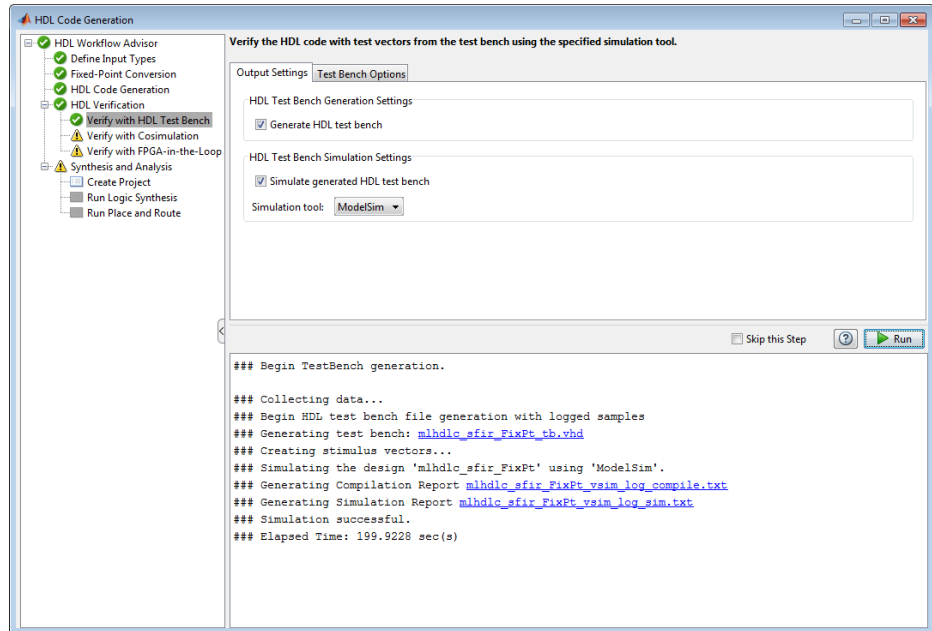 HDL Code Generation
HDL Workflow Advisor
Define Input Types
Fixed-Point Conversion
HDL Code Generation
HDL Verification
Verify with HDL Test Bench
Verify with Cosimulation
Verify with FPGA-in-the-Loop
Synthesis and Analysis
Create Project
Run Logic Synthesis
Run Place and Route
Verify the HDL code with test vectors from the test bench using the specified simulation tool.
Output Settings Test Bench Options
HDL Test Bench Generation Settings
Generate HDL test bench
HDL Test Bench Simulation Settings
Simulate generated HDL test bench
Simulation tool: ModelSim
Skip this Step ? Run
### Begin TestBench generation.
### Collecting data...
### Begin HDL test bench file generation with logged samples
### Generating test bench: mlhdlc_sfir_FixPt_tb.vhd
### Creating stimulus vectors...
### Simulating the design 'mlhdlc_sfir_FixPt' using 'ModelSim'.
### Generating Compilation Report mlhdlc_sfir_FixPt_vsim_log_compile.txt
### Generating Simulation Report mlhdlc_sfir_FixPt_vsim_log_sim.txt
### Simulation successful.
### Elapsed Time: 199.9228 sec(s)